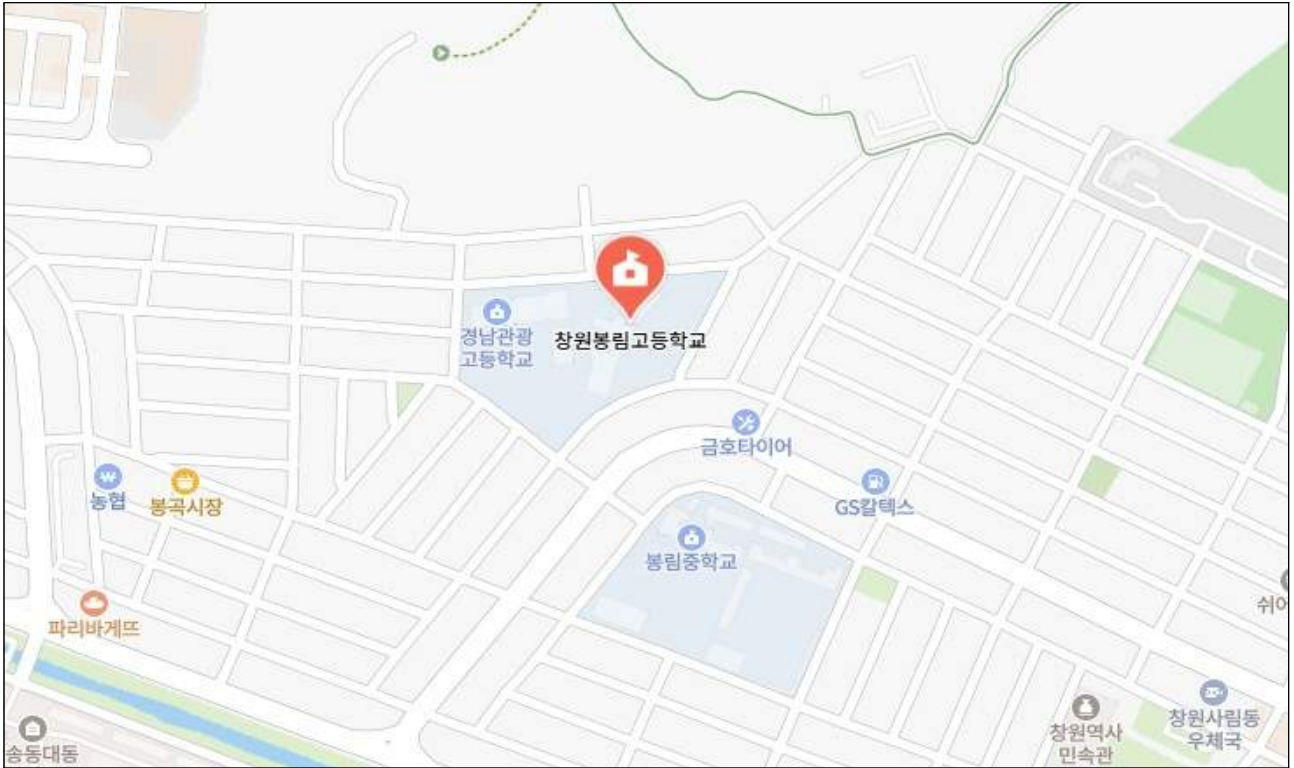 경남관광
고등학교
창원봉림고등학교
금호타이어
농협
봉곡시장
GS칼텍스
봉림중학교
파리바게뜨
쉬어
창원사림동
우체국
창원역사
민속관
송동대동